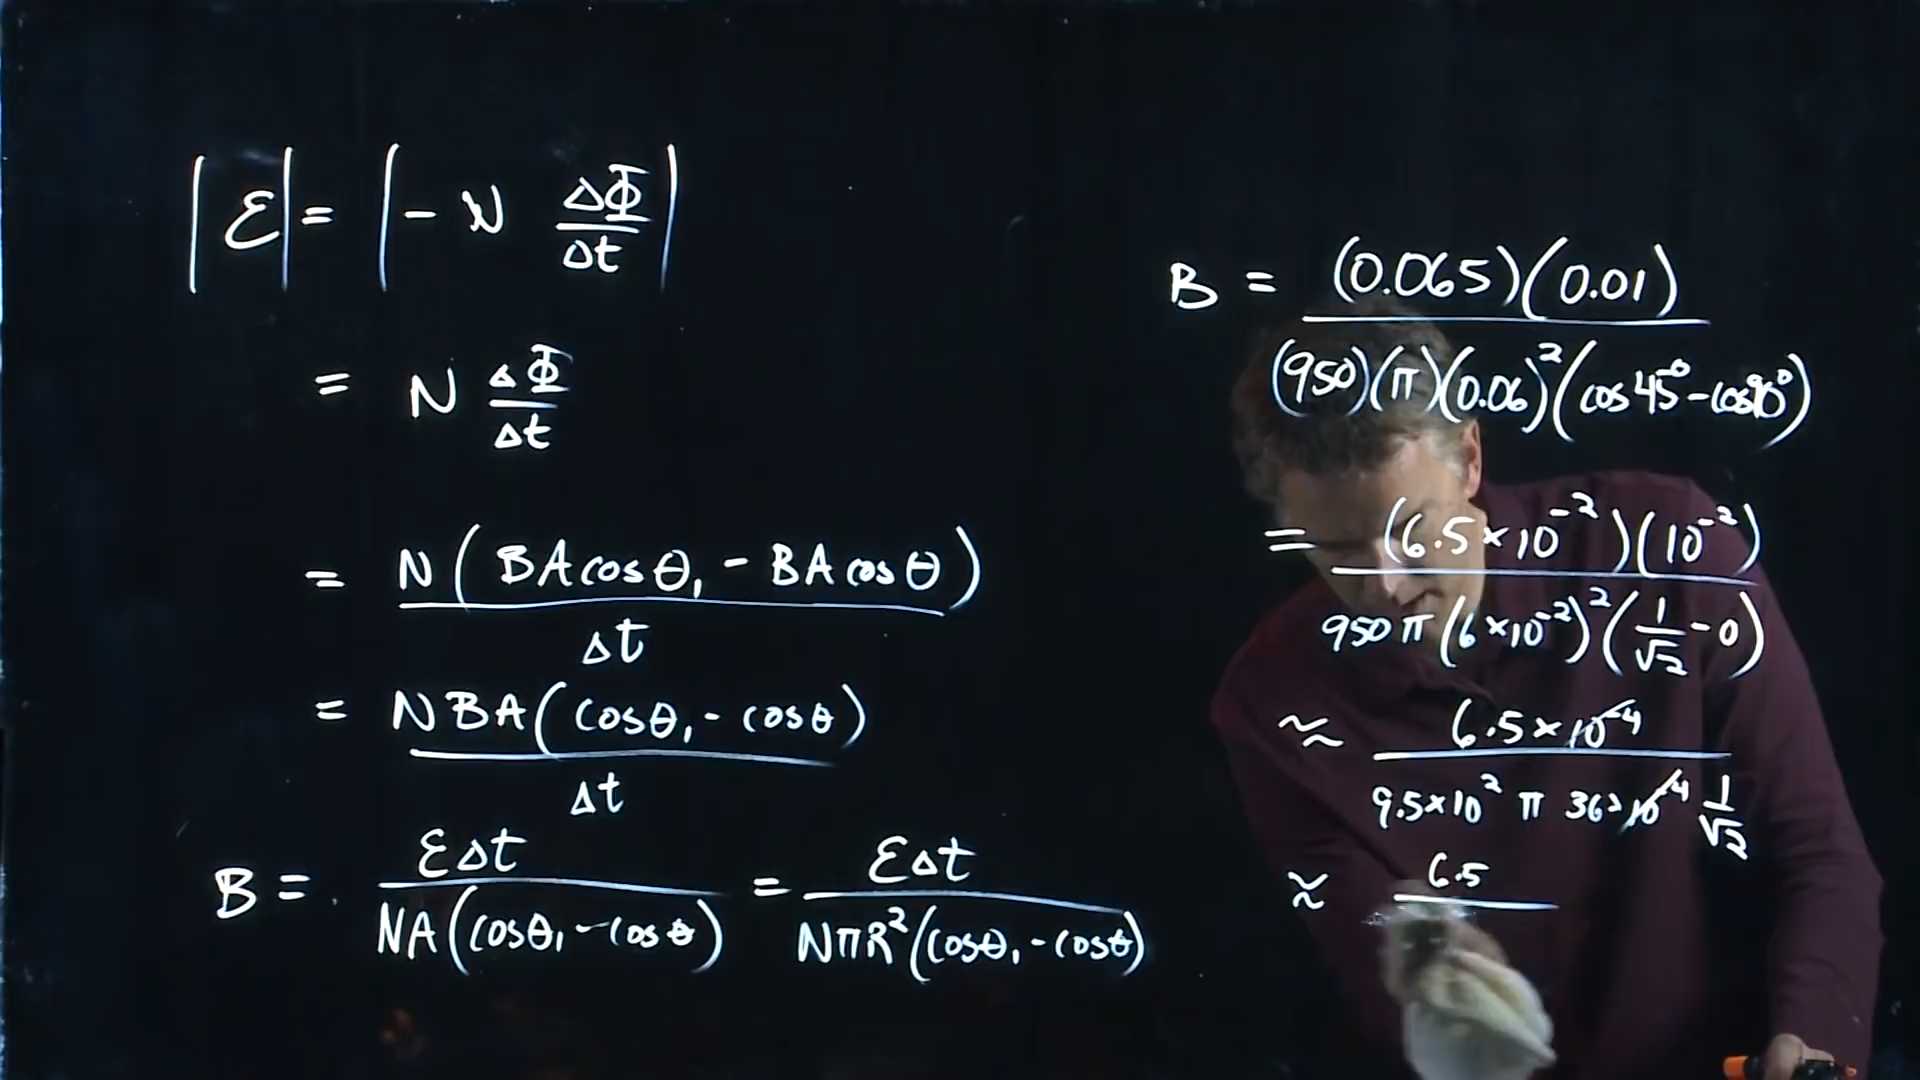 |ε| = |- N ΔΦ/Δt|
= N ΔΦ/Δt
= N(BAcosθ₁ - BAcosθ)/Δt
= NBA(cosθ₁ - cosθ)/Δt
B = . εΔt/NA(cosθ₁ - cosθ) = εΔt/NπR²(cosθ₁ - cosθ)
B = (0.065)(0.01)/(950)(π)(0.06)²(cos45° - cos90°)
= (6.5×10⁻²)(10⁻²)/950π(6×10⁻²)²(1/√2 - 0)
≈ 6.5×10⁻⁴/9.5×10² π 36×10⁻⁴ 1/√2
≈ 6.5